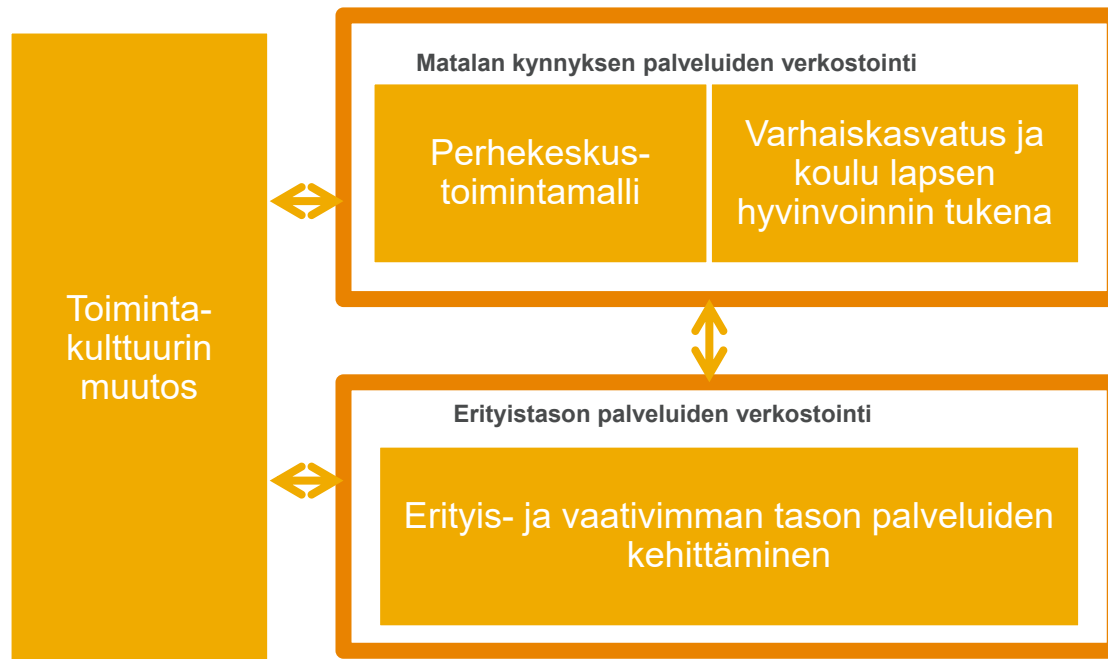 Matalan kynnyksen palveluiden verkostointi
Perhekeskus-
toimintamalli
Varhaiskasvatus ja
koulu lapsen
hyvinvoinnin tukena
Toiminta-
kulttuurin
muutos
Erityistason palveluiden verkostointi
Erityis- ja vaativimman tason palveluiden
kehittäminen